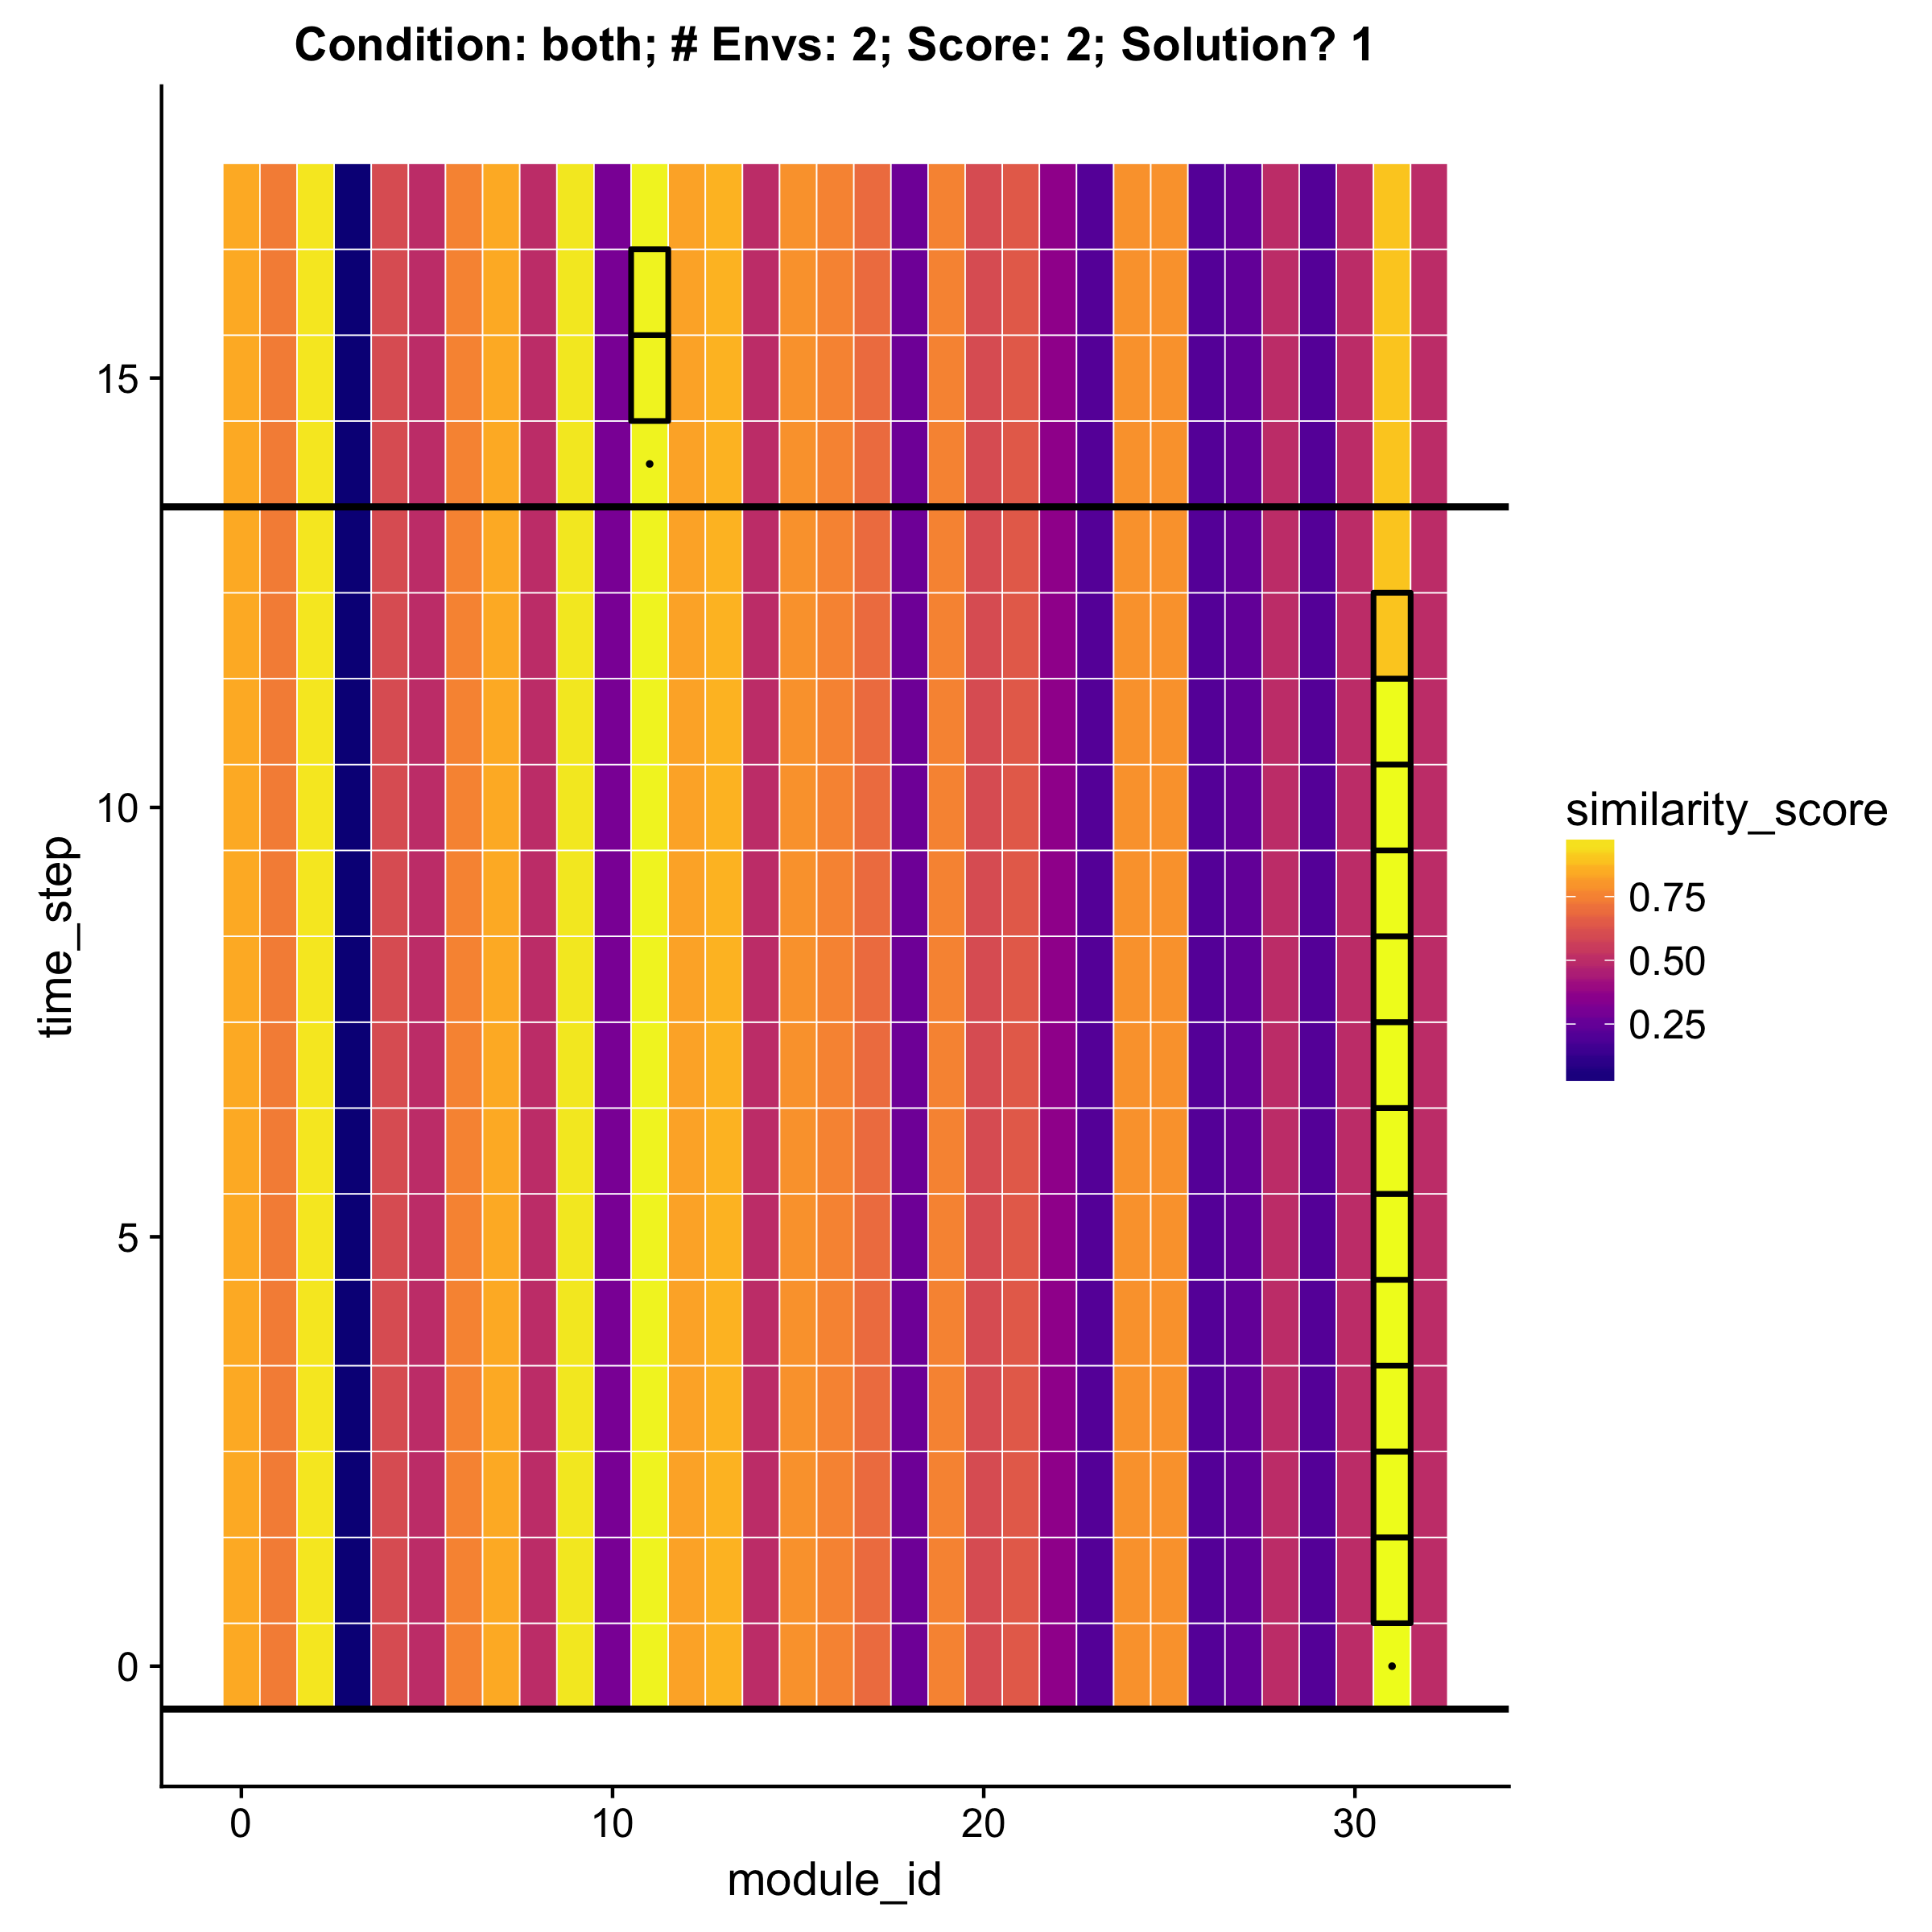 Condition: both; # Envs: 2; Score: 2; Solution? 1
time_step
15
10
5
0
0
10
20
30
module_id
similarity_score
0.75
0.50
0.25